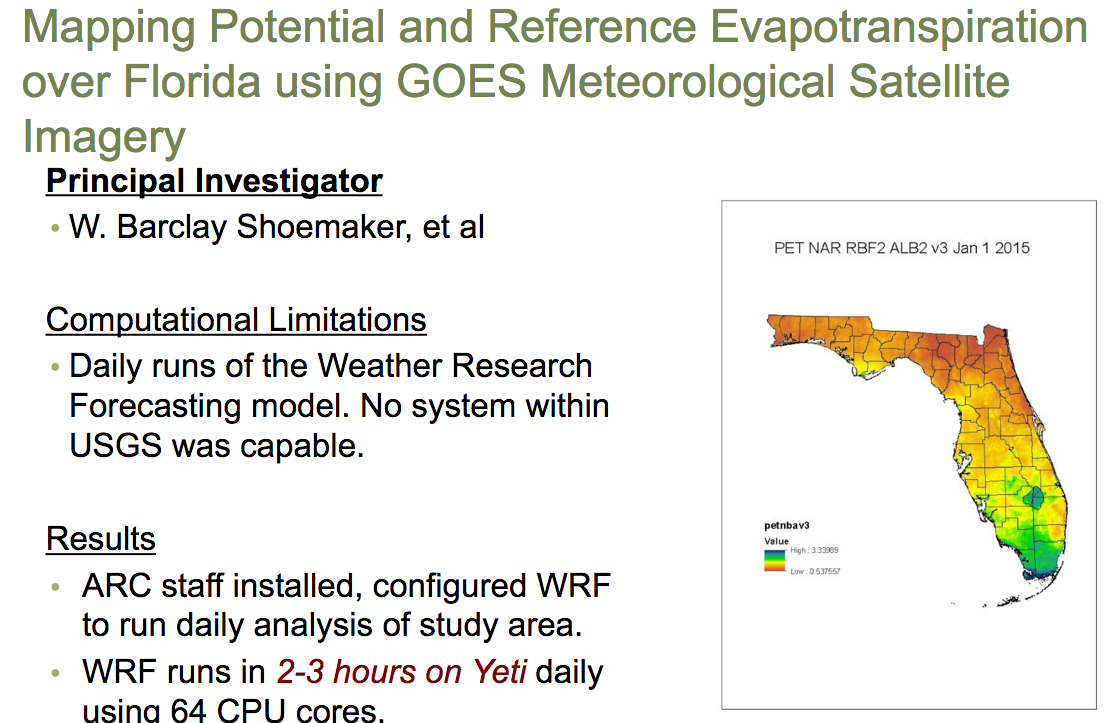 Mapping Potential and Reference Evapotranspiration
over Florida using GOES Meteorological Satellite
Imagery
Principal Investigator
• W. Barclay Shoemaker, et al
Computational Limitations
• Daily runs of the Weather Research
Forecasting model. No system within
USGS was capable.
Results
• ARC staff installed, configured WRF
to run daily analysis of study area.
• WRF runs in 2-3 hours on Yeti daily
using 64 CPU cores.
PET NAR RBF2 ALB2 v3 Jan 1 2015
petnbav3
Value
High : 3.33989
Low : 0.537557